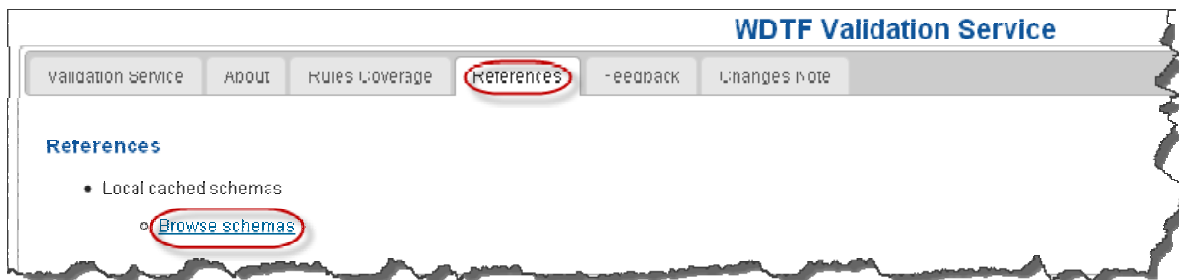 WDTF Validation Service
Validation Service About Rules Coverage References Feedback Changes Note
References
Local cached schemas
Browse schemas